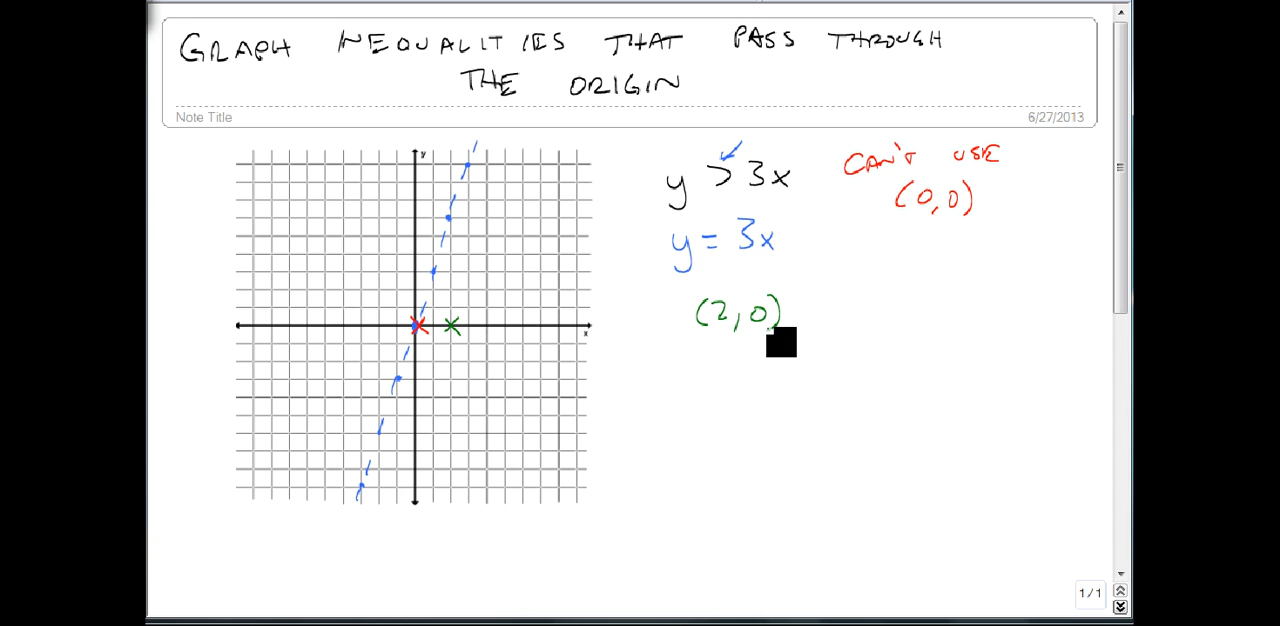 GRAPH INEQUALITIES THAT PASS THROUGH
THE ORIGIN
Note Title
6/27/2013
y
x
y > 3x
CAN'T USE
(0,0)
y = 3x
(2,0)
1/1